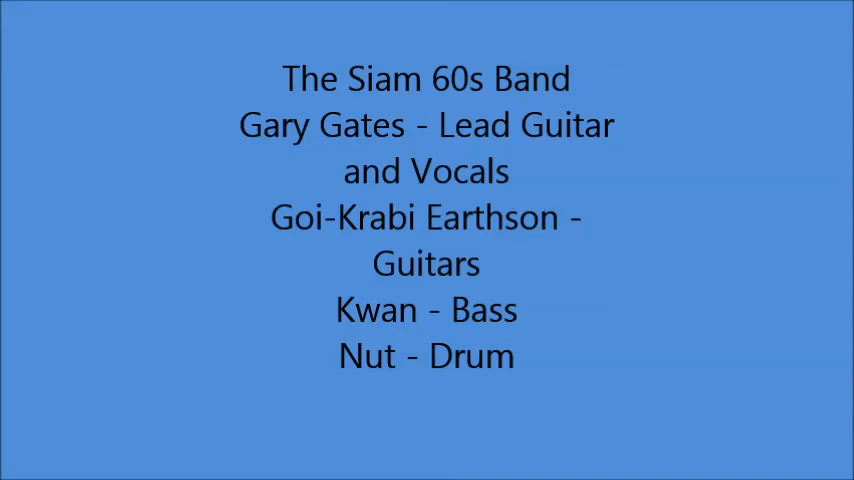 The Siam 60s Band
Gary Gates - Lead Guitar
and Vocals
Goi-Krabi Earthson -
Guitars
Kwan - Bass
Nut - Drum